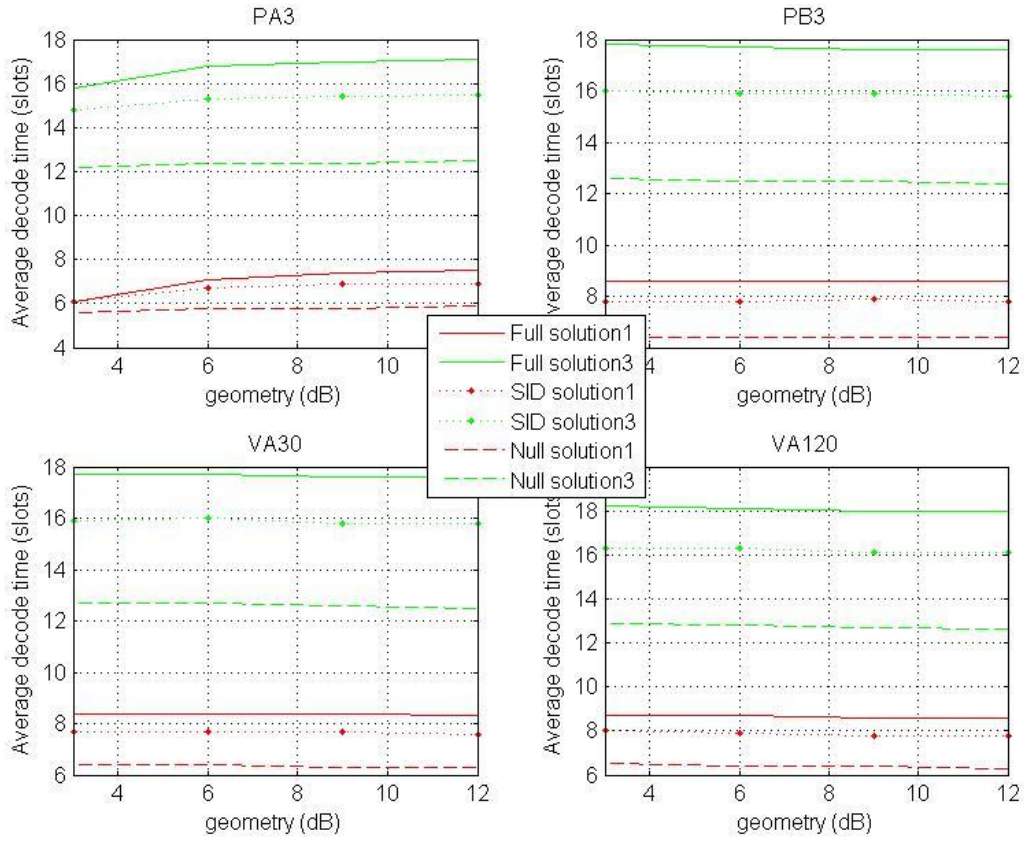 PA3
Average decode time (slots)
18
16
14
12
10
8
6
4
4 6 8 10 12
geometry (dB)
PB3
18
16
14
12
10
8
4 6 8 10 12
geometry (dB)
Full solution1
Full solution3
SID solution1
SID solution3
Null solution1
Null solution3
VA30
Average decode time (slots)
18
16
14
12
10
8
6
4 6 8 10 12
geometry (dB)
VA120
Average decode time (slots)
18
16
14
12
10
8
6
4 6 8 10 12
geometry (dB)